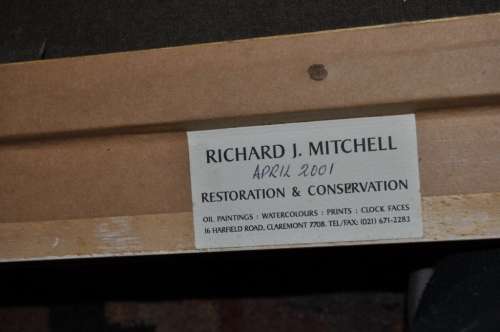 RICHARD J. MITCHELL
APRIL 2001
RESTORATION & CONSERVATION
OIL PAINTINGS : WATERCOLOURS : PRINTS : CLOCK FACES
16 HARFIELD ROAD, CLAREMONT 7708. TEL/FAX: (021) 671-2283